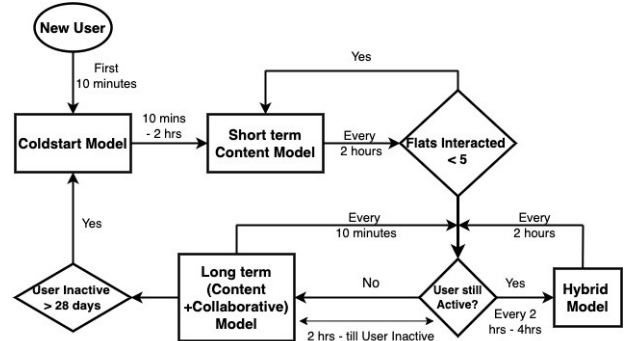 New User
First
10 minutes
Yes
Coldstart Model
10 mins
- 2 hrs
Short term
Content Model
Every
2 hours
Flats Interacted
< 5
Yes
Every
10 minutes
Every
2 hours
User Inactive
> 28 days
Long term
(Content
+Collaborative)
Model
No
User still
Active?
Yes
Every 2
hrs - 4hrs
Hybrid
Model
2 hrs - till User Inactive